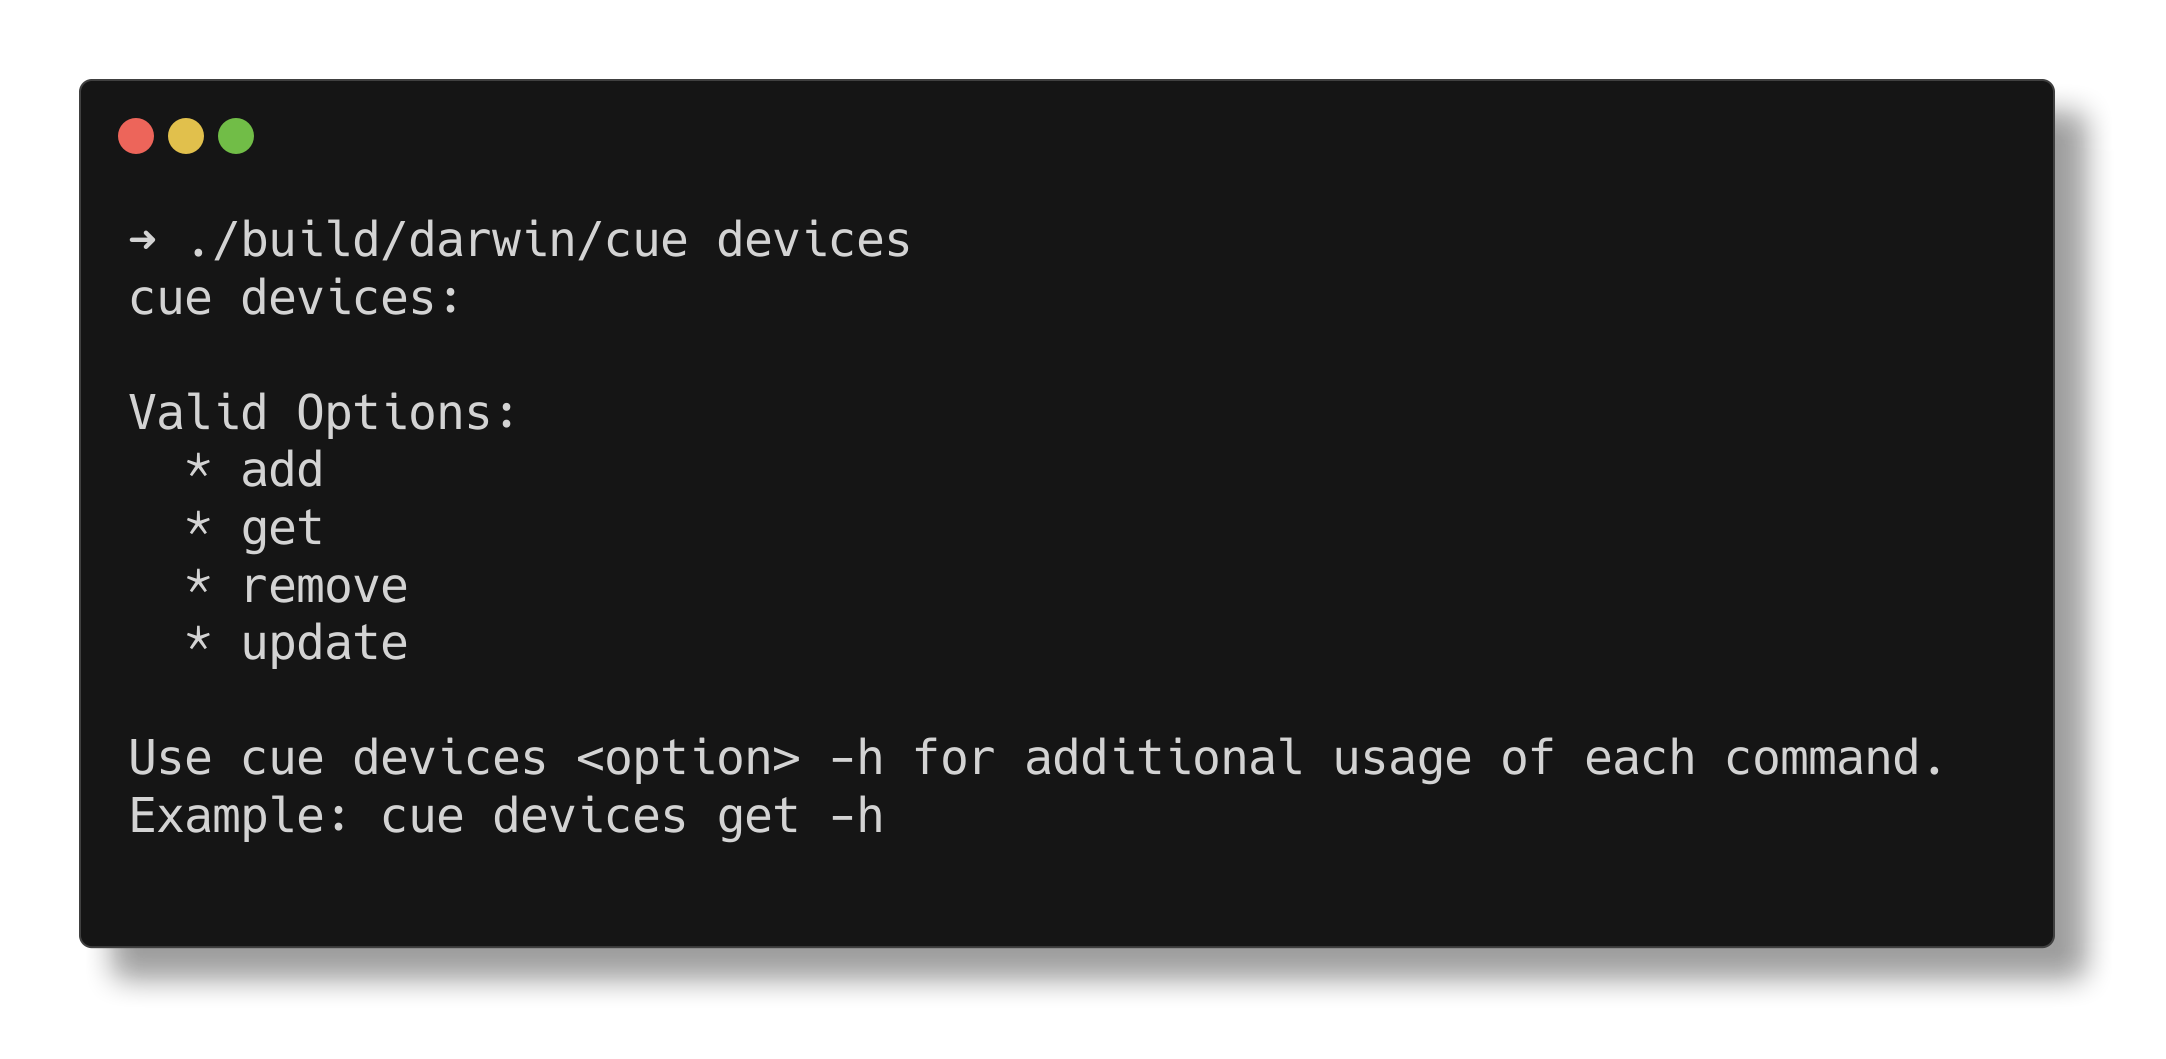 ➜ ./build/darwin/cue devices
cue devices:

Valid Options:
  * add
  * get
  * remove
  * update

Use cue devices <option> -h for additional usage of each command.
Example: cue devices get -h